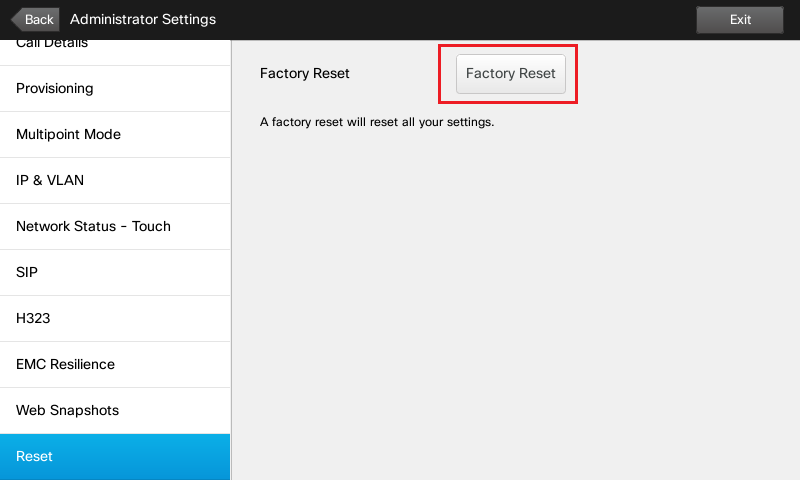 Back
Administrator Settings
Exit
Call Details
Provisioning
Multipoint Mode
IP & VLAN
Network Status - Touch
SIP
H323
EMC Resilience
Web Snapshots
Reset
Factory Reset
Factory Reset
A factory reset will reset all your settings.